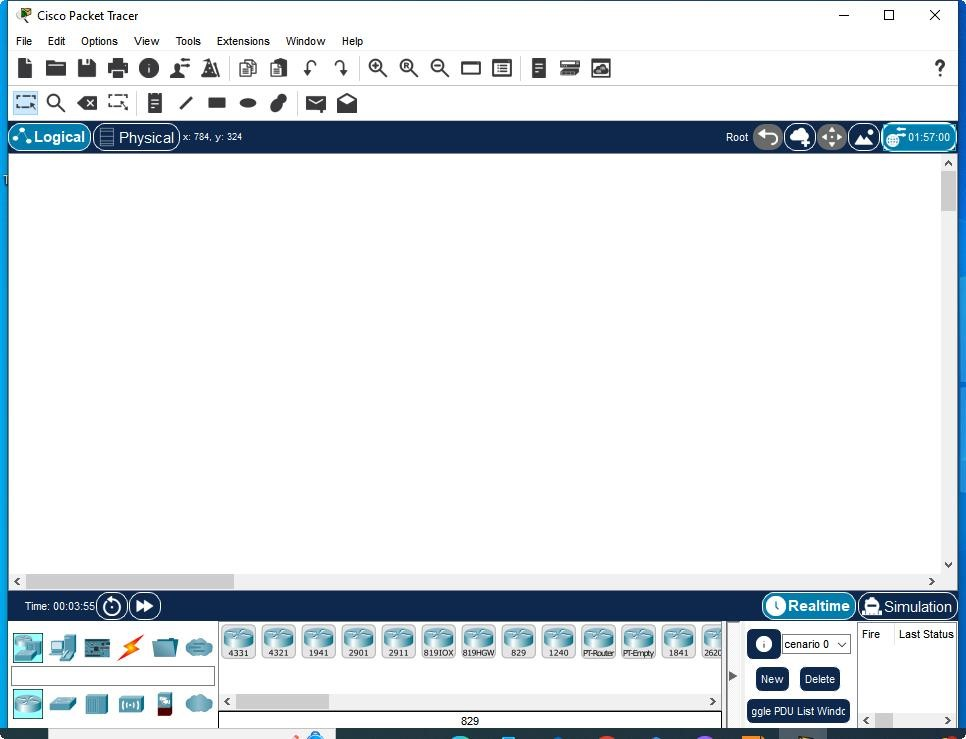 Cisco Packet Tracer
File Edit Options View Tools Extensions Window Help
?
Logical Physical x: 784, y: 324 Root 01:57:00
Time: 00:03:55 Realtime Simulation
4331 4321 1941 2901 2911 819IOX 819HGW 829 1240 PT-Router PT-Empty 1841 2620
cenario 0
Fire Last Status
New Delete
ggle PDU List Windo
829